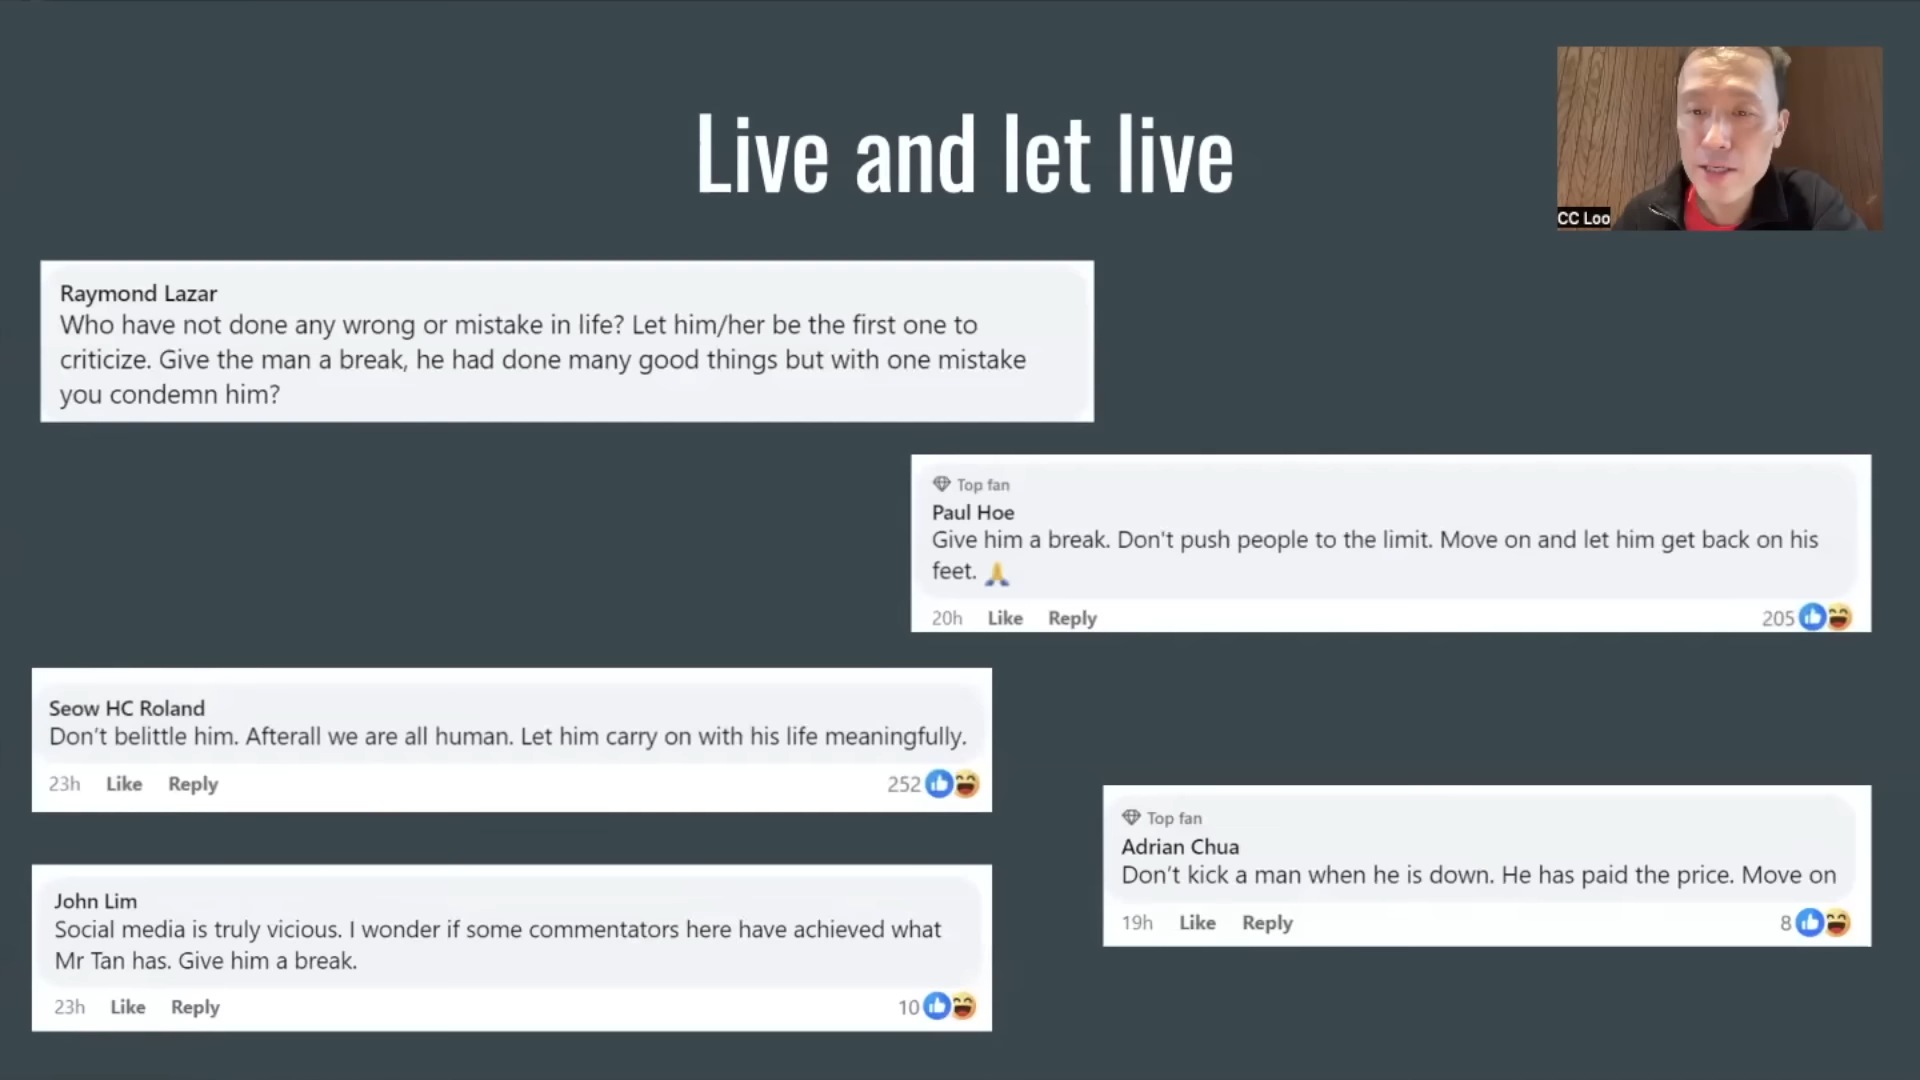 Live and let live
CC Loo
Raymond Lazar
Who have not done any wrong or mistake in life? Let him/her be the first one to
criticize. Give the man a break, he had done many good things but with one mistake
you condemn him?
Top fan
Paul Hoe
Give him a break. Don't push people to the limit. Move on and let him get back on his
feet. 🙏
20h Like Reply 205
Seow HC Roland
Don't belittle him. Afterall we are all human. Let him carry on with his life meaningfully.
23h Like Reply 252
Top fan
Adrian Chua
Don't kick a man when he is down. He has paid the price. Move on
19h Like Reply 8
John Lim
Social media is truly vicious. I wonder if some commentators here have achieved what
Mr Tan has. Give him a break.
23h Like Reply 10